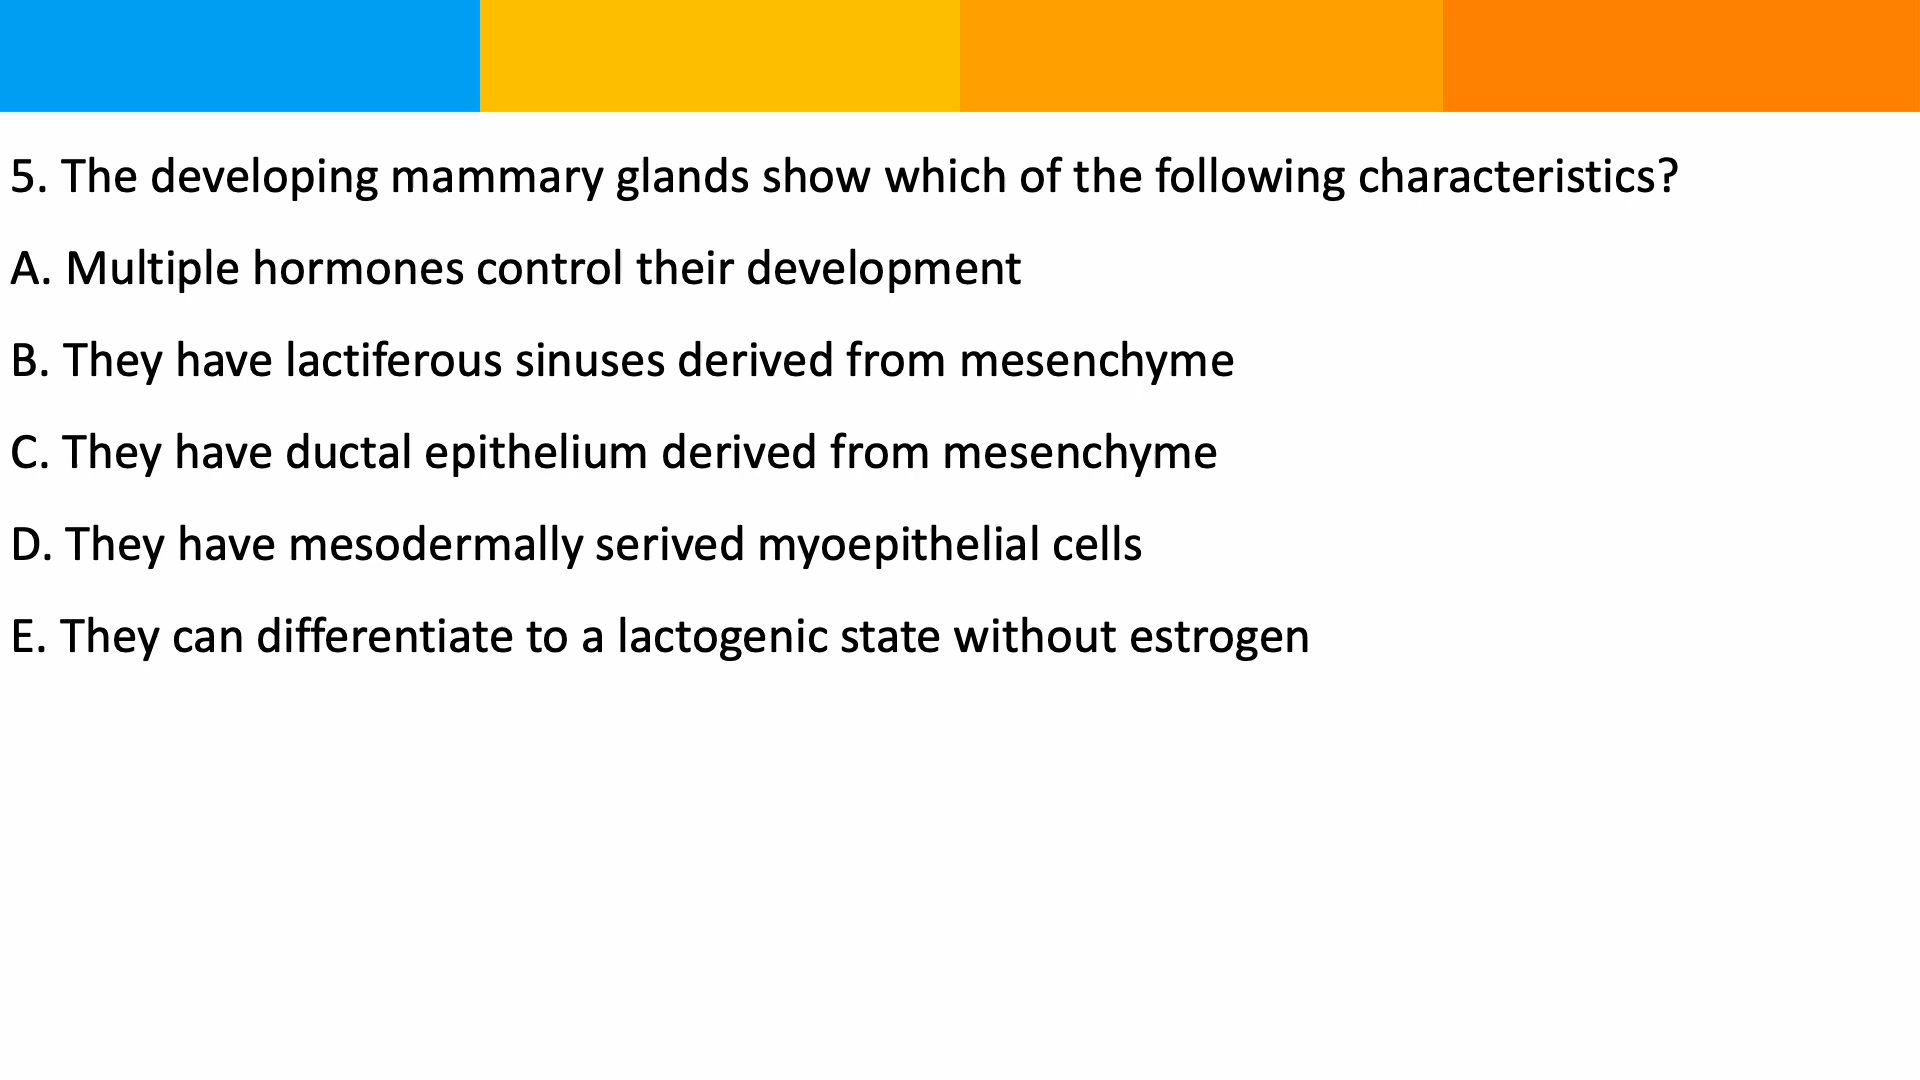 5. The developing mammary glands show which of the following characteristics?
A. Multiple hormones control their development
B. They have lactiferous sinuses derived from mesenchyme
C. They have ductal epithelium derived from mesenchyme
D. They have mesodermally serived myoepithelial cells
E. They can differentiate to a lactogenic state without estrogen